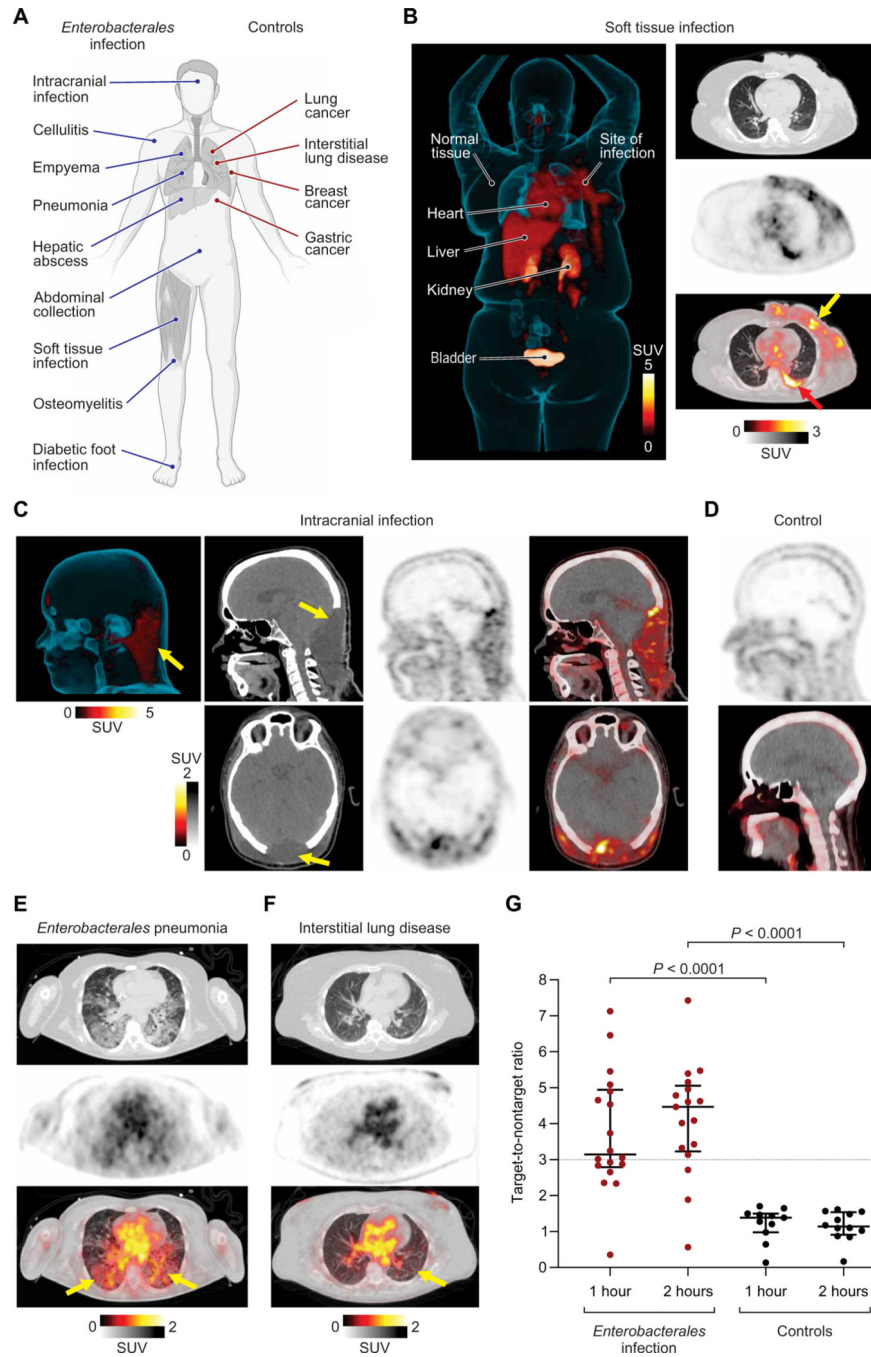 A
Enterobacterales
infection
Controls
Intracranial
infection
Cellulitis
Empyema
Pneumonia
Hepatic
abscess
Abdominal
collection
Soft tissue
infection
Osteomyelitis
Diabetic foot
infection
Lung
cancer
Interstitial
lung disease
Breast
cancer
Gastric
cancer
B
Soft tissue infection
Normal
tissue
Site of
infection
Heart
Liver
Kidney
Bladder
SUV
5
0
0 3
SUV
C
Intracranial infection
0 5
SUV
SUV
2
0
D
Control
E
Enterobacterales pneumonia
0 2
SUV
F
Interstitial lung disease
0 2
SUV
G
P < 0.0001
P < 0.0001
Target-to-nontarget ratio
8
7
6
5
4
3
2
1
0
1 hour 2 hours 1 hour 2 hours
Enterobacterales
infection
Controls